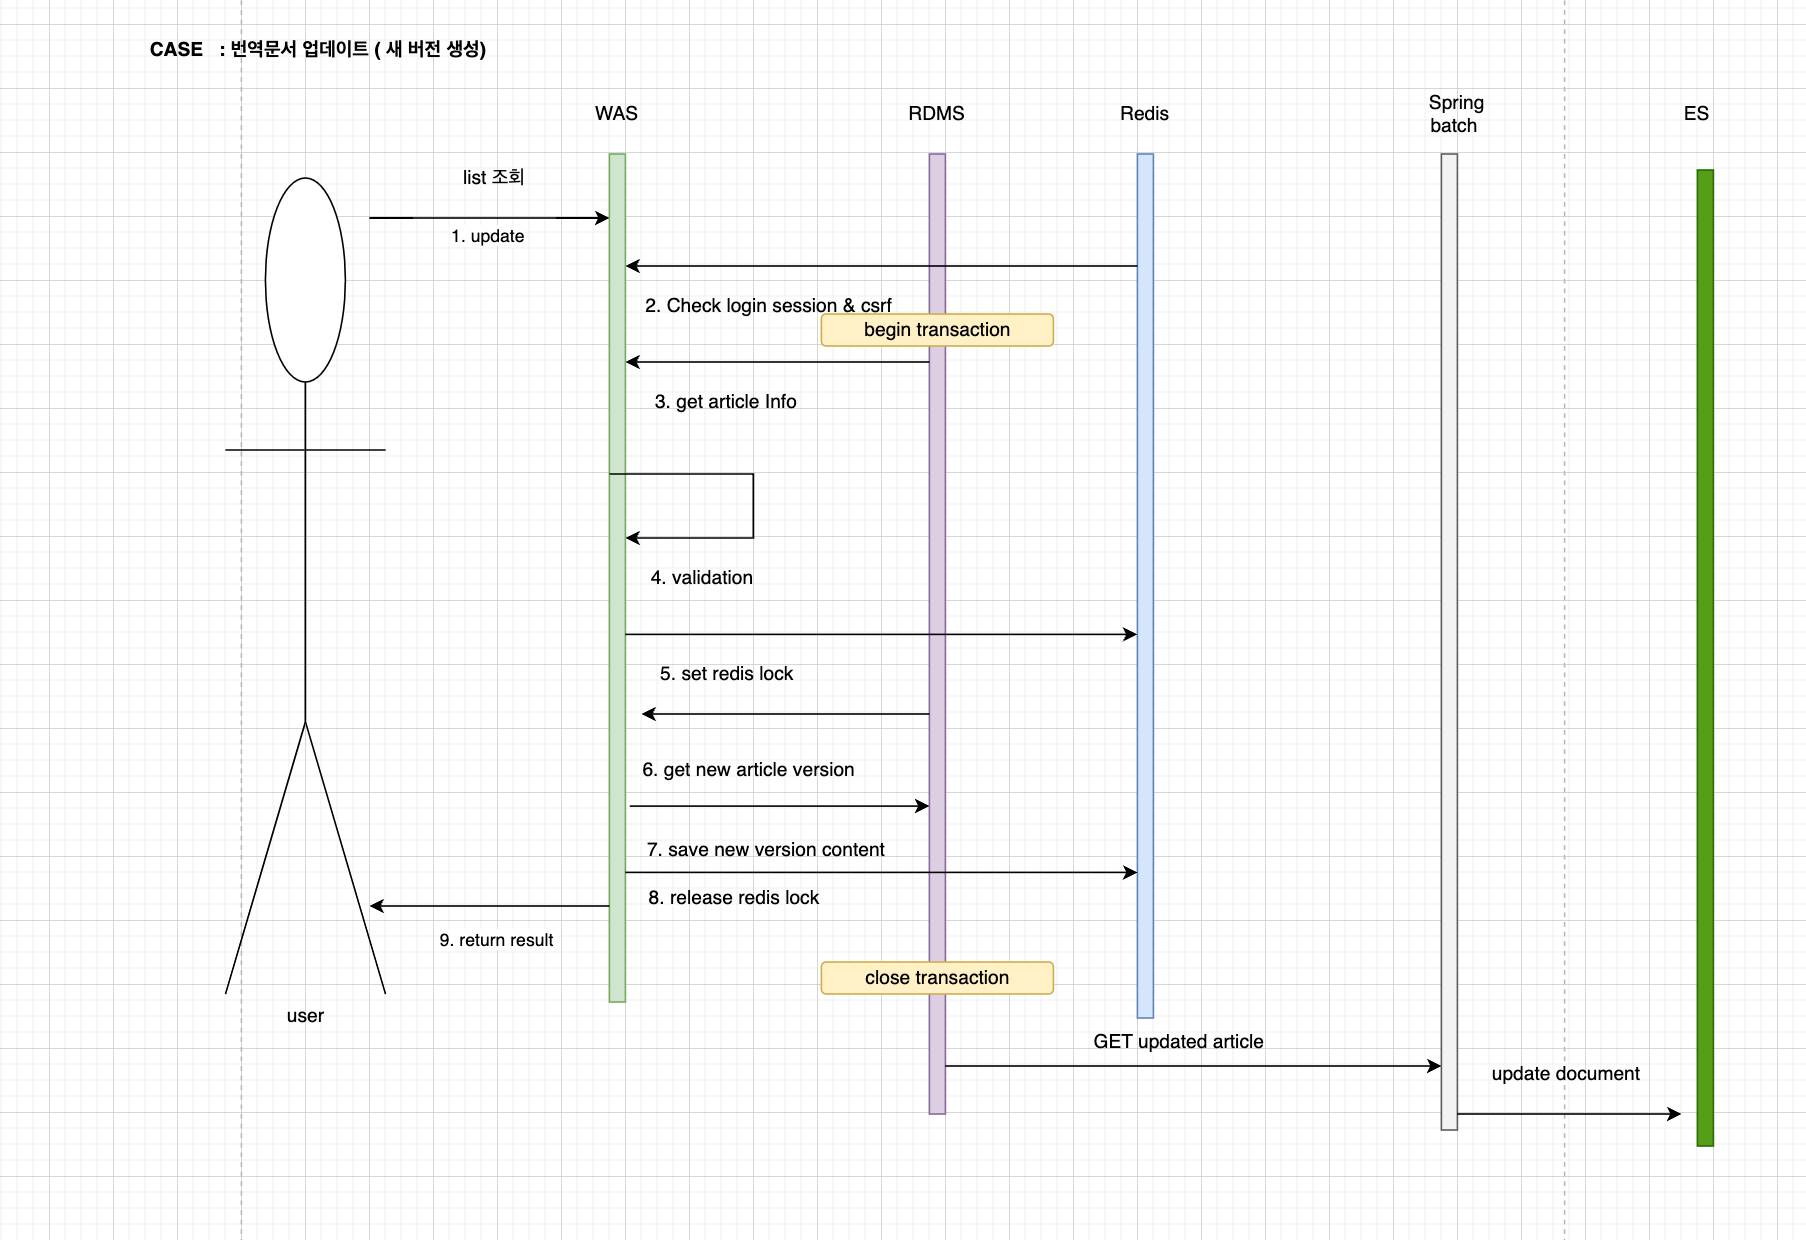 CASE : 번역문서 업데이트 ( 새 버전 생성)
WAS
RDMS
Redis
Spring
batch
ES
list 조회
1. update
2. Check login session & csrf
begin transaction
3. get article Info
4. validation
5. set redis lock
6. get new article version
7. save new version content
8. release redis lock
9. return result
close transaction
user
GET updated article
update document